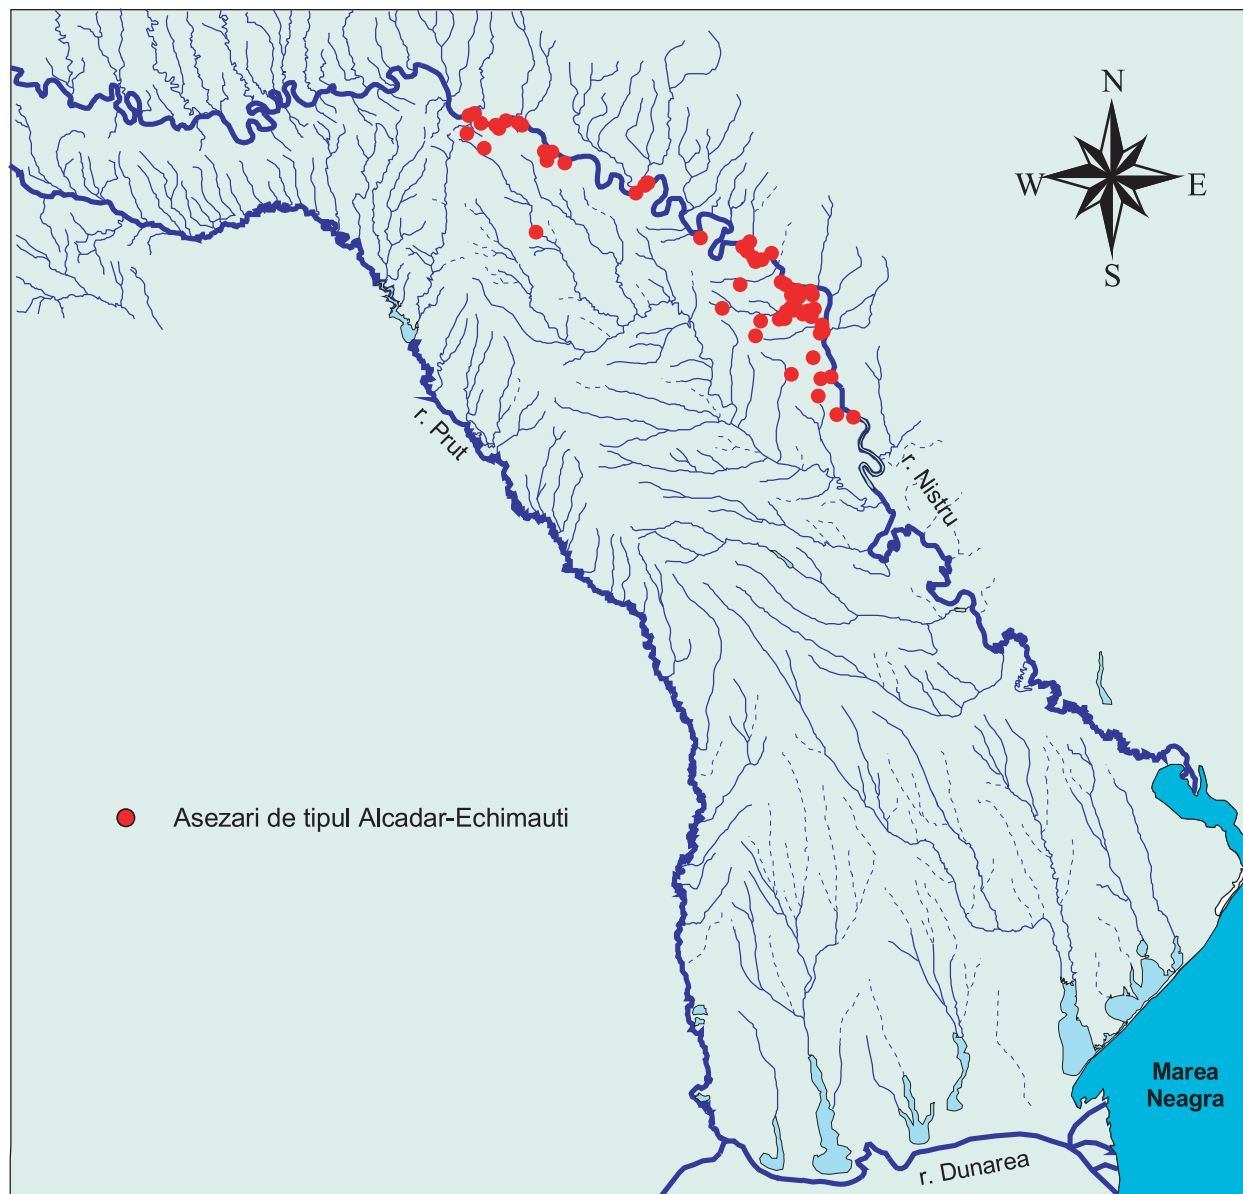 N
W
E
S
r. Prut
r. Nistru
Asezari de tipul Alcadar-Echimauti
Marea
Neagra
r. Dunarea